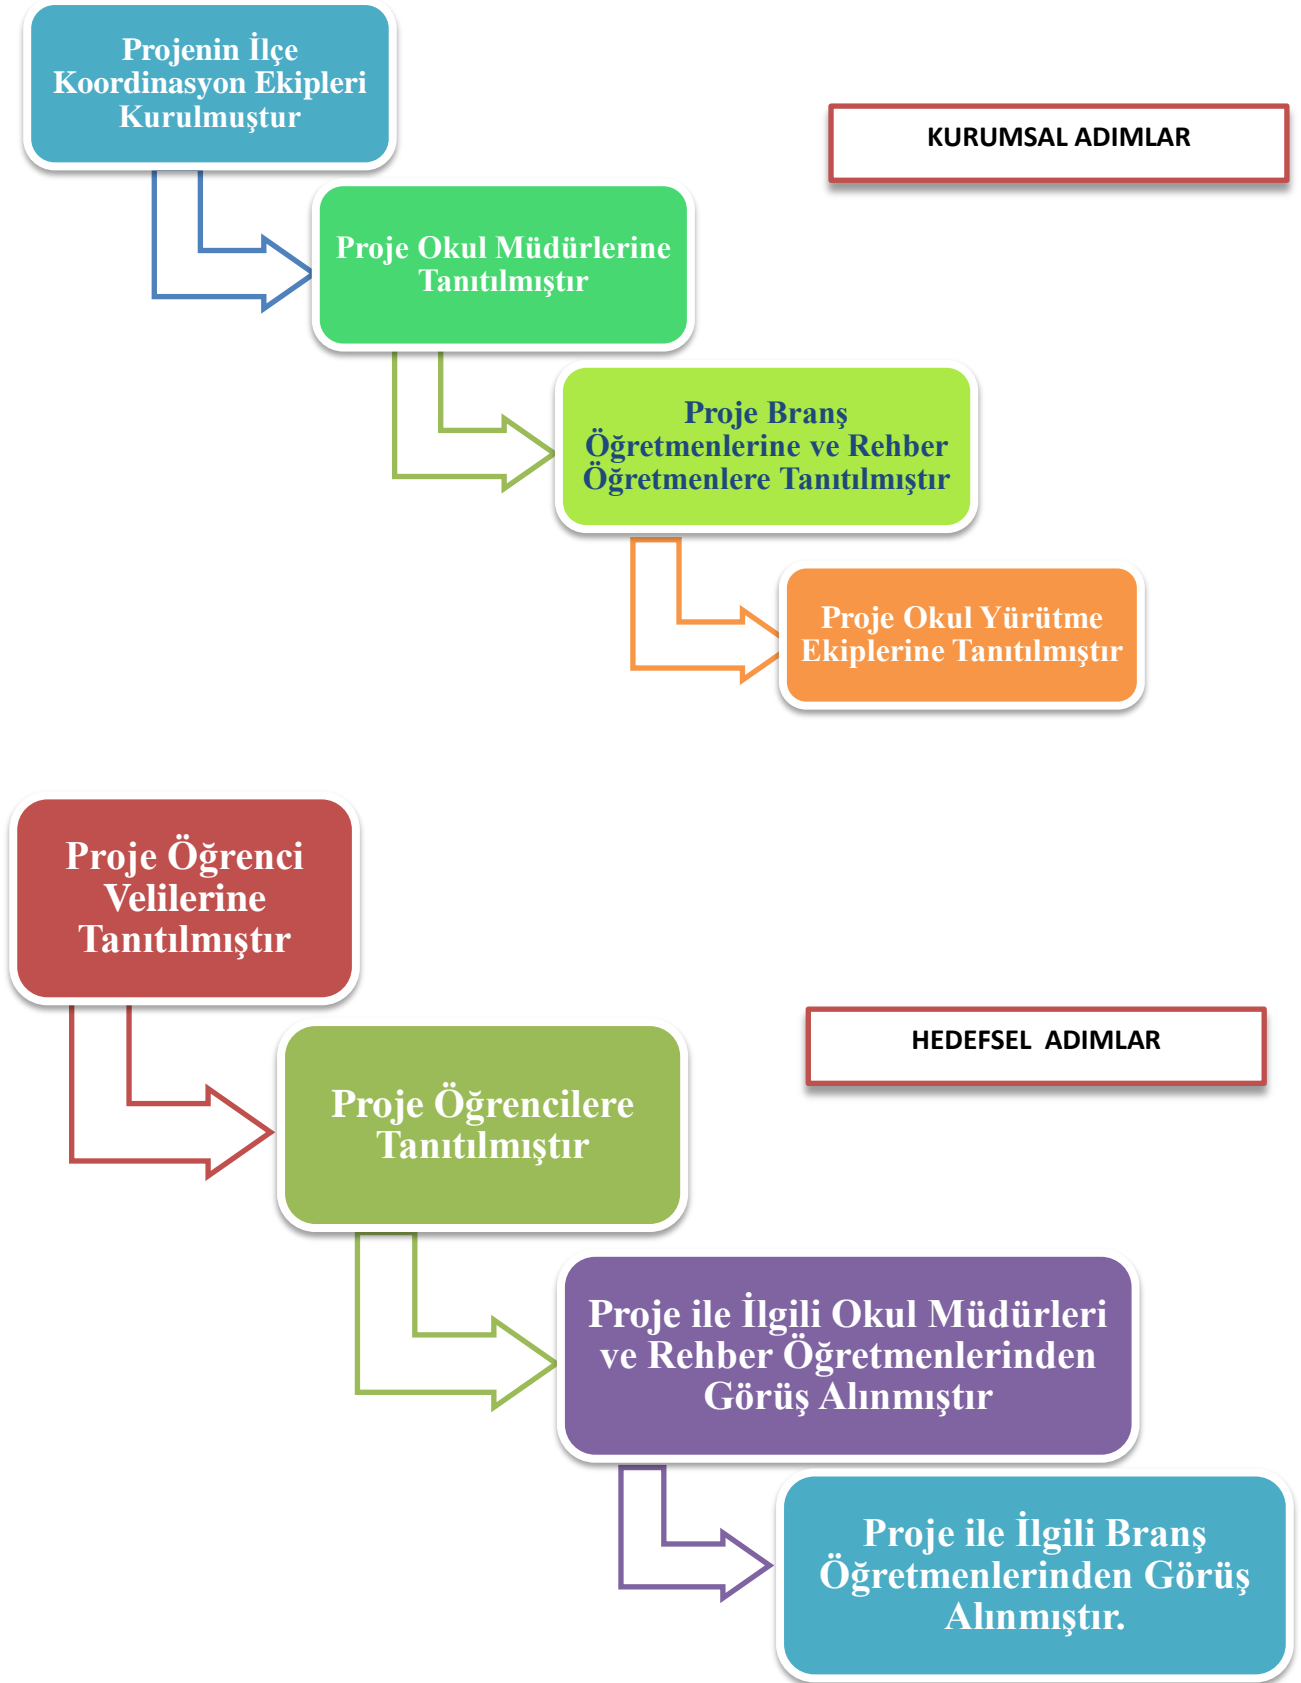 Projenin İlçe
Koordinasyon Ekipleri
Kurulmuştur
KURUMSAL ADIMLAR
Proje Okul Müdürlerine
Tanıtılmıştır
Proje Branş
Öğretmenlerine ve Rehber
Öğretmenlere Tanıtılmıştır
Proje Okul Yürütme
Ekiplerine Tanıtılmıştır
Proje Öğrenci
Velilerine
Tanıtılmıştır
HEDEFSEL  ADIMLAR
Proje Öğrencilere
Tanıtılmıştır
Proje ile İlgili Okul Müdürleri
ve Rehber Öğretmenlerinden
Görüş Alınmıştır
Proje ile İlgili Branş
Öğretmenlerinden Görüş
Alınmıştır.